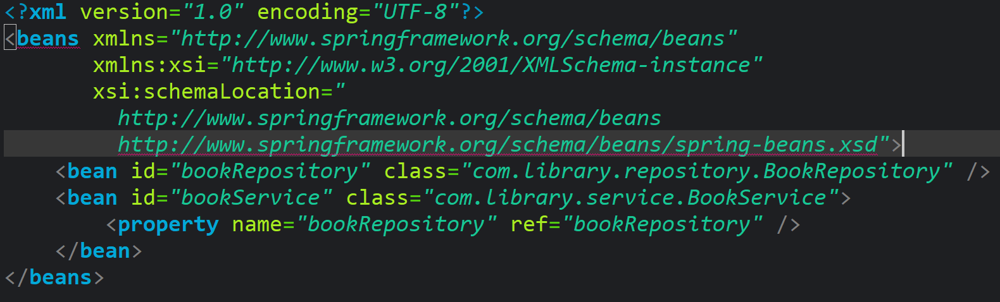 <?xml version="1.0" encoding="UTF-8"?>
<beans xmlns="http://www.springframework.org/schema/beans"
       xmlns:xsi="http://www.w3.org/2001/XMLSchema-instance"
       xsi:schemaLocation="
         http://www.springframework.org/schema/beans
         http://www.springframework.org/schema/beans/spring-beans.xsd">
    <bean id="bookRepository" class="com.library.repository.BookRepository" />
    <bean id="bookService" class="com.library.service.BookService">
        <property name="bookRepository" ref="bookRepository" />
    </bean>
</beans>